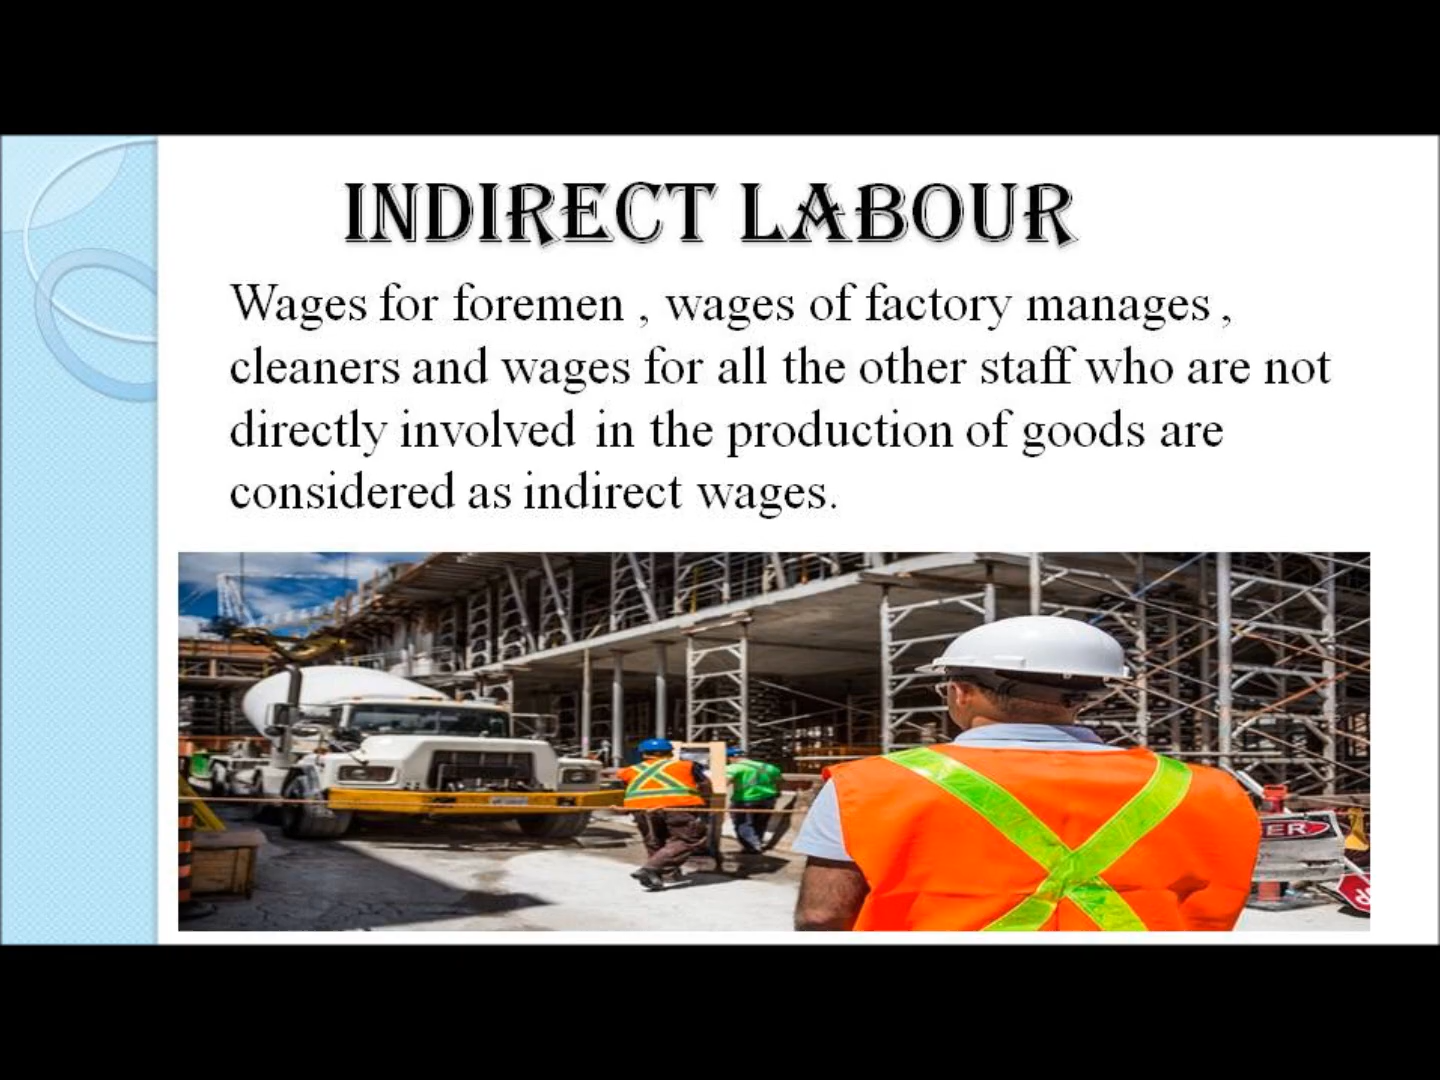 INDIRECT LABOUR
Wages for foremen , wages of factory manages ,
cleaners and wages for all the other staff who are not
directly involved in the production of goods are
considered as indirect wages.